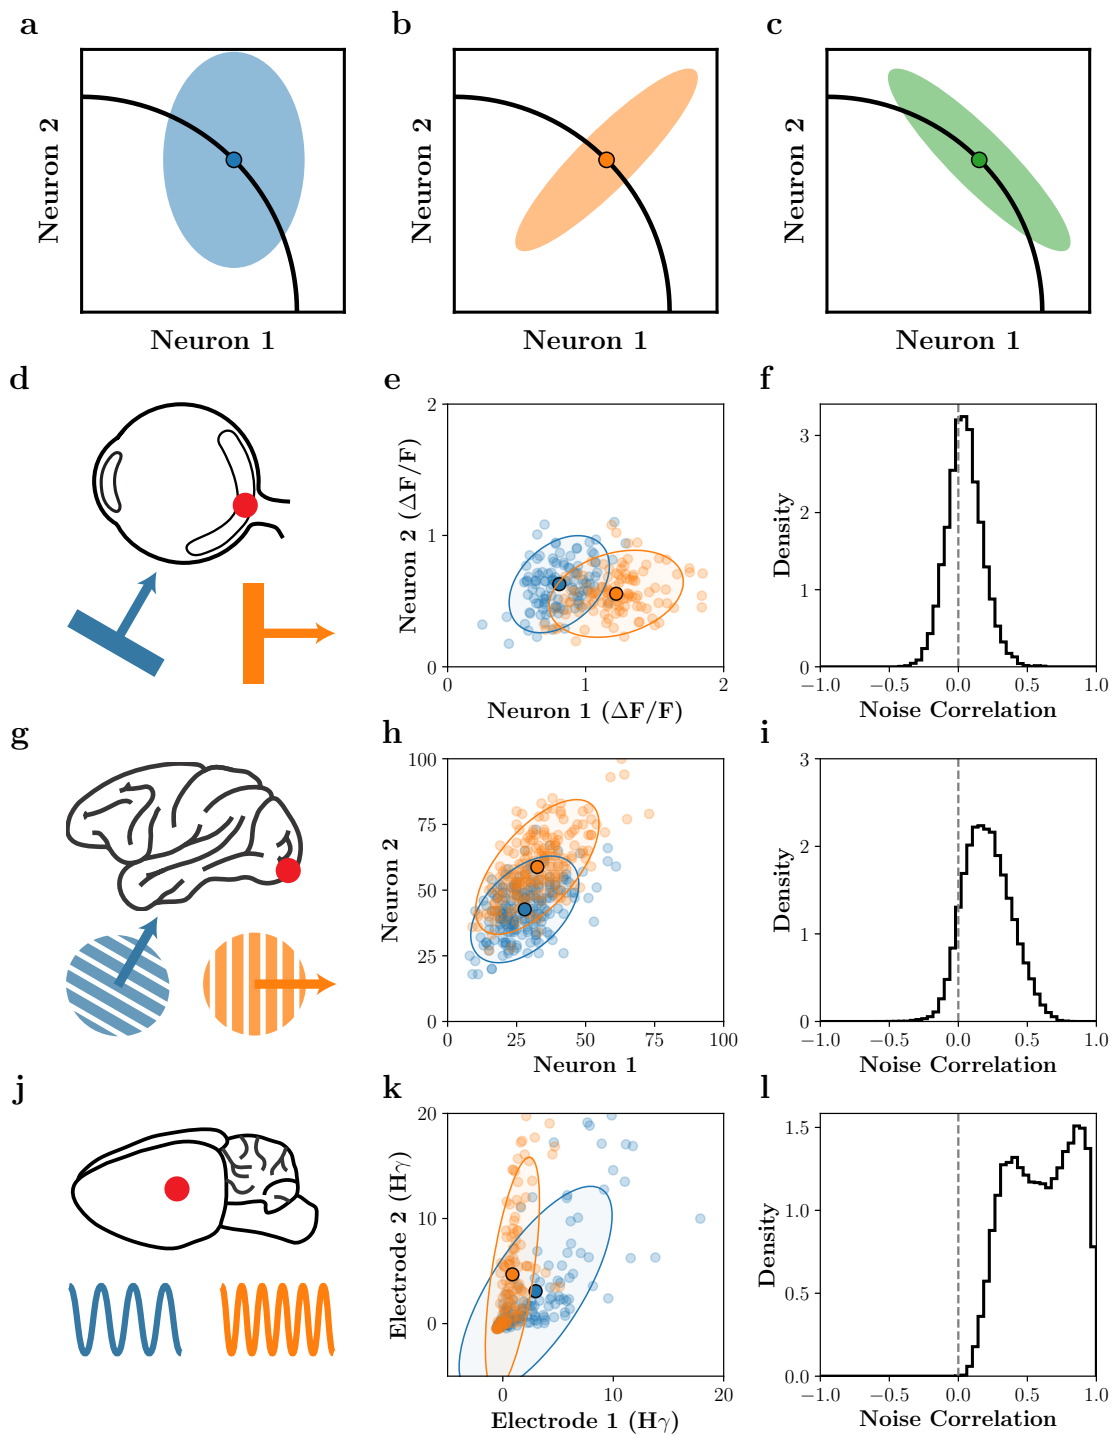 a
b
c
Neuron 2
Neuron 2
Neuron 2
Neuron 1
Neuron 1
Neuron 1
d
e
f
2
1
0
Neuron 2 (ΔF/F)
0
1
2
Neuron 1 (ΔF/F)
3
2
1
0
Density
−1.0
−0.5
0.0
0.5
1.0
Noise Correlation
g
h
i
100
75
50
25
0
Neuron 2
0
25
50
75
100
Neuron 1
3
2
1
0
Density
−1.0
−0.5
0.0
0.5
1.0
Noise Correlation
j
k
l
20
10
0
Electrode 2 (Hγ)
0
10
20
Electrode 1 (Hγ)
1.5
1.0
0.5
0.0
Density
−1.0
−0.5
0.0
0.5
1.0
Noise Correlation